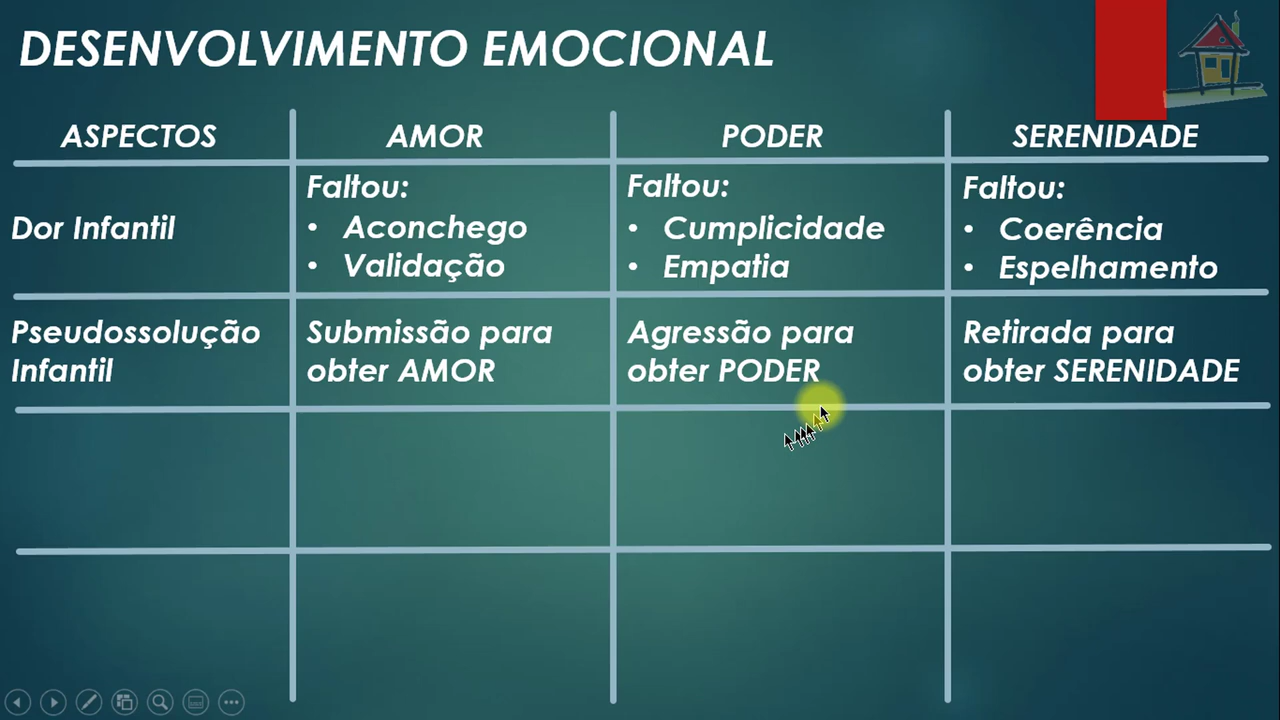 DESENVOLVIMENTO EMOCIONAL
ASPECTOS AMOR PODER SERENIDADE
Dor Infantil
Faltou:
• Aconchego
• Validação
Faltou:
• Cumplicidade
• Empatia
Faltou:
• Coerência
• Espelhamento
Pseudossolução
Infantil
Submissão para
obter AMOR
Agressão para
obter PODER
Retirada para
obter SERENIDADE